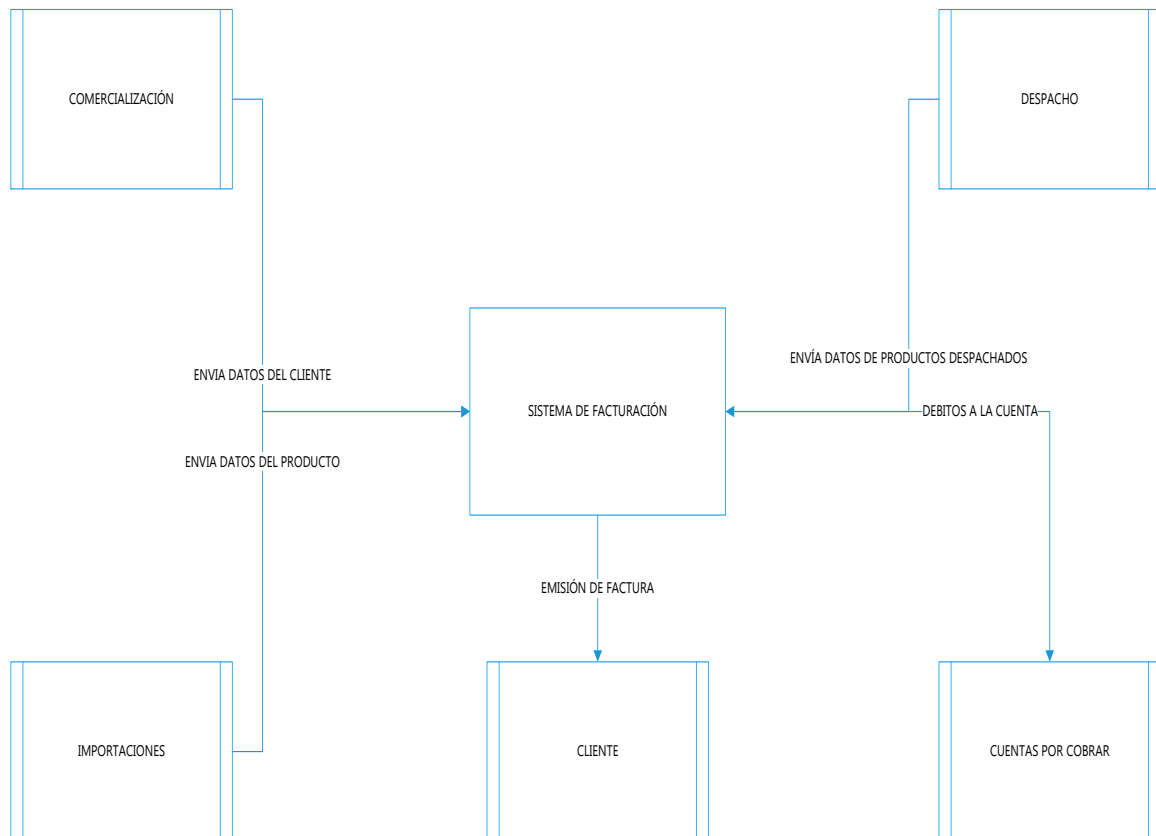 COMERCIALIZACIÓN
DESPACHO
ENVIA DATOS DEL CLIENTE
ENVÍA DATOS DE PRODUCTOS DESPACHADOS
SISTEMA DE FACTURACIÓN
DEBITOS A LA CUENTA
ENVIA DATOS DEL PRODUCTO
EMISIÓN DE FACTURA
IMPORTACIONES
CLIENTE
CUENTAS POR COBRAR